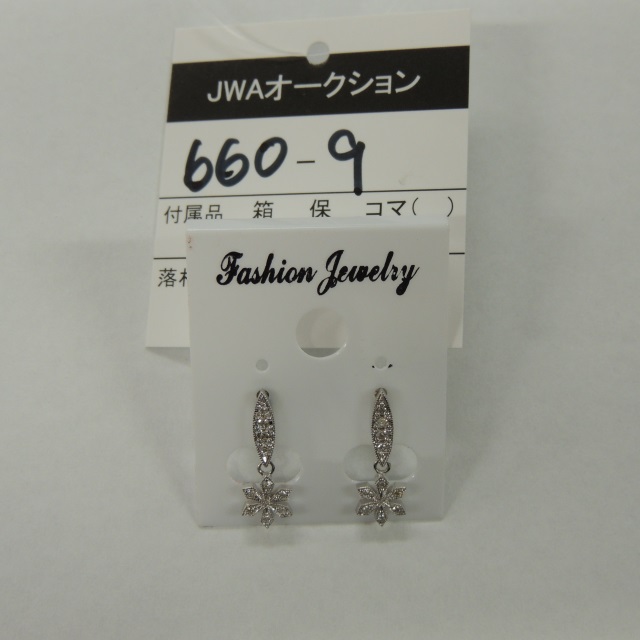 JWAオークション
660-9
付属品 箱 保 コマ( )
落札
Fashion Jewelry